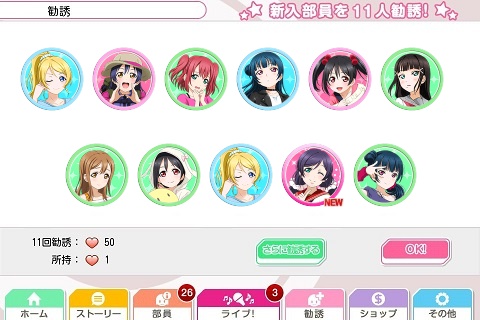 勧誘
新入部員を11人勧誘!
NEW
11回勧誘: 50
所持: 1
さらに勧誘する
OK!
26
3
ホーム
ストーリー
部員
ライブ!
勧誘
ショップ
その他